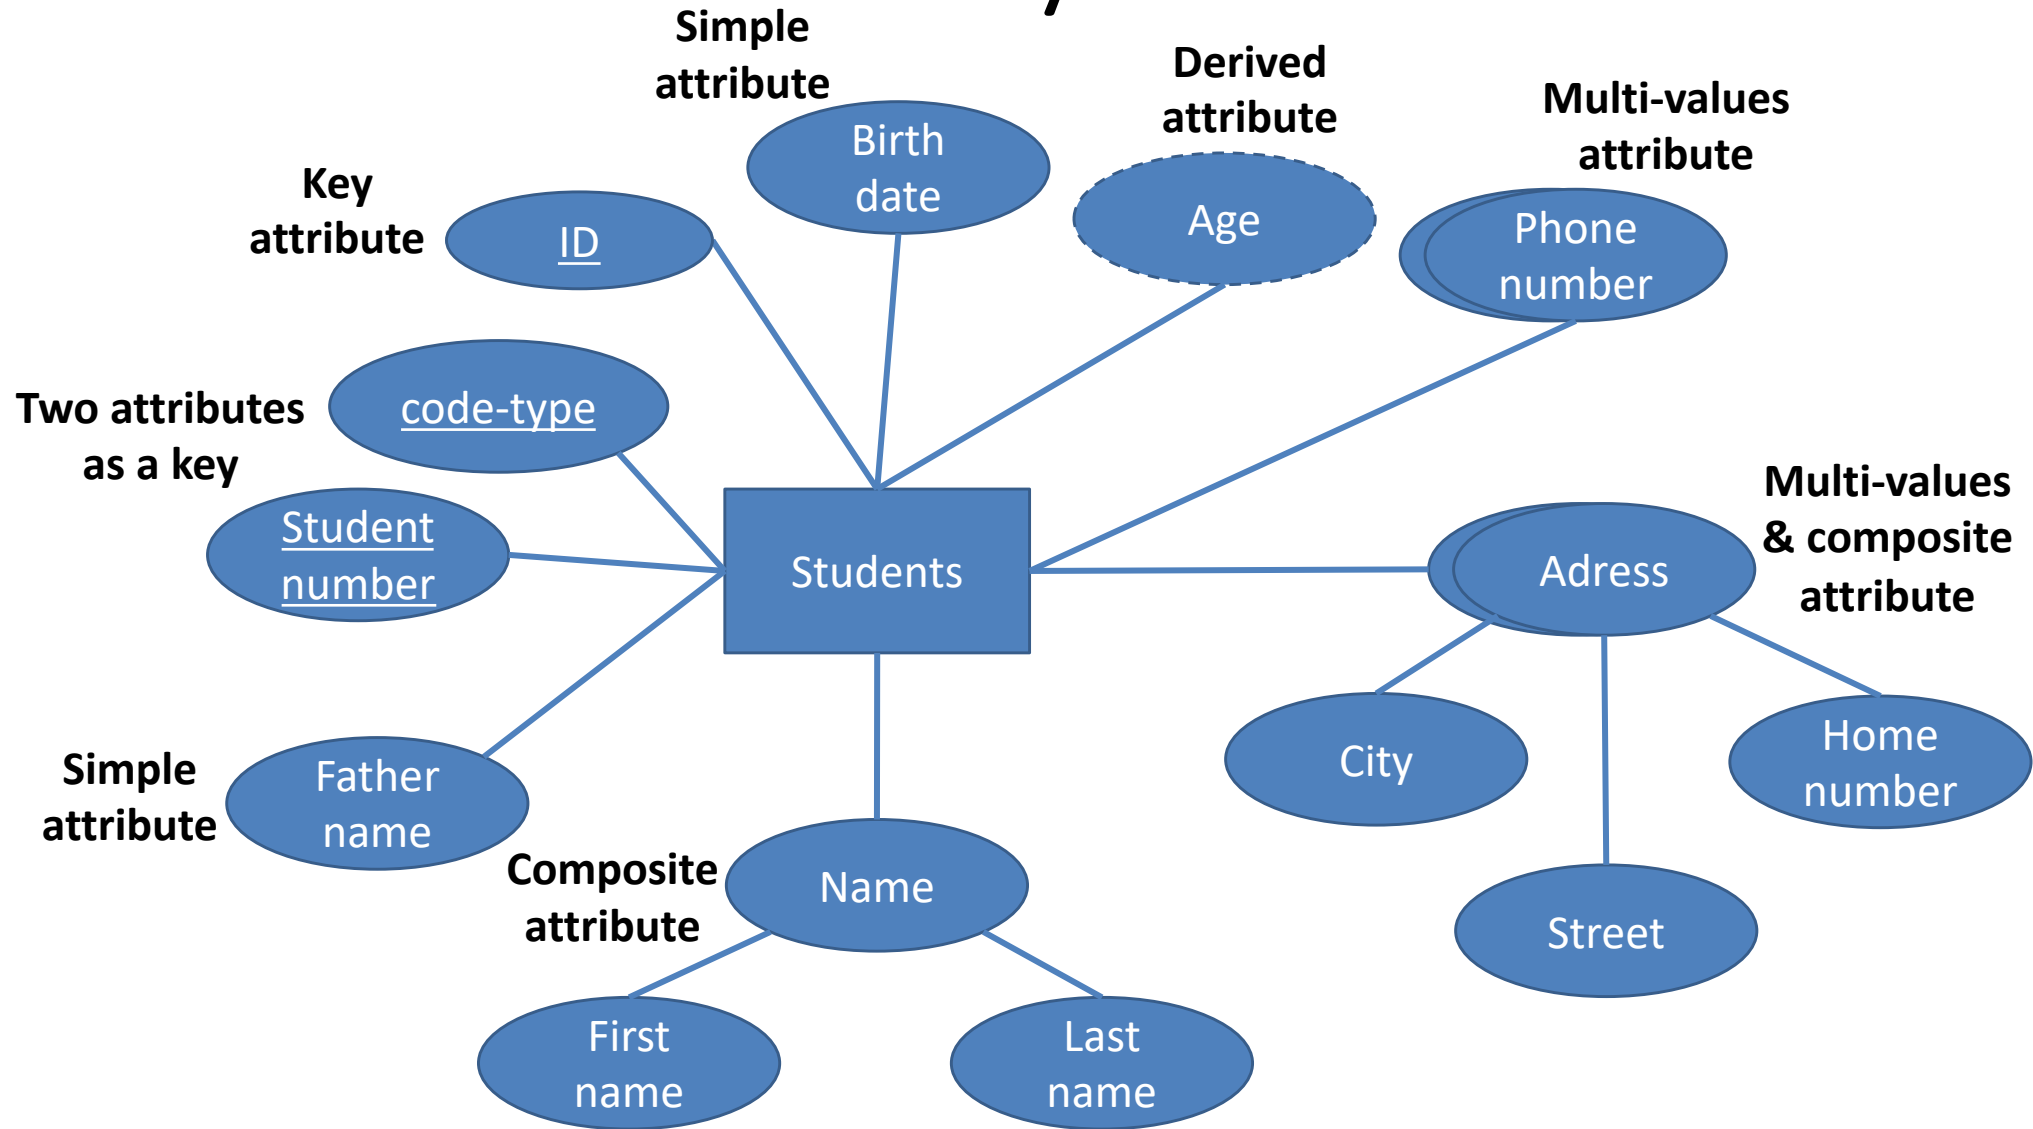 Simple
attribute
Derived
attribute
Multi-values
attribute
Birth
date
Key
attribute
ID
Age
Phone
number
Two attributes
as a key
code-type
Student
number
Students
Adress
Multi-values
& composite
attribute
Simple
attribute
Father
name
City
Home
number
Composite
attribute
Name
Street
First
name
Last
name